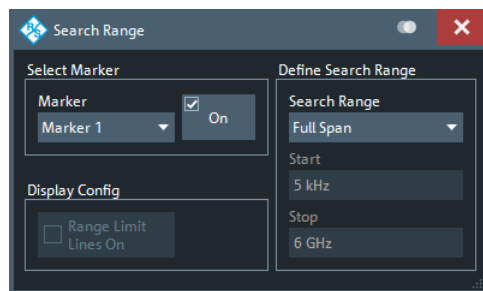 R&S Search Range
Select Marker
Marker
Marker 1
On
Define Search Range
Search Range
Full Span
Start
5 kHz
Stop
6 GHz
Display Config
Range Limit
Lines On